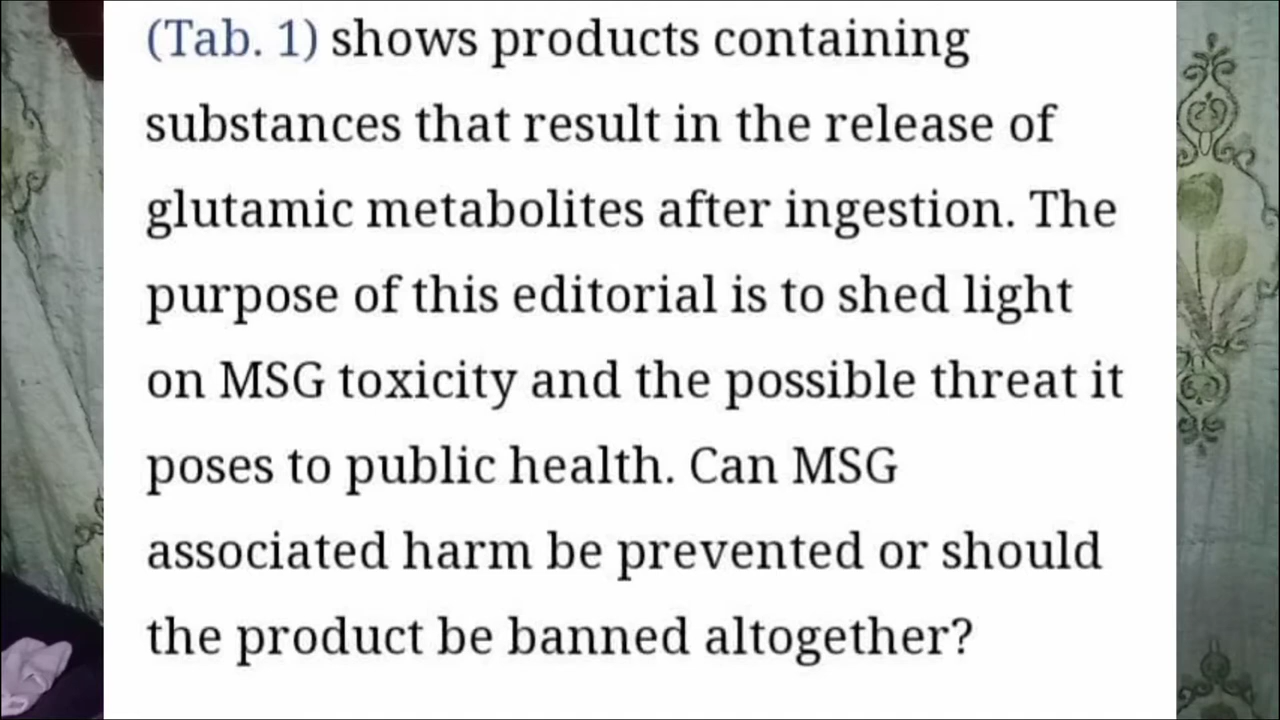 (Tab. 1) shows products containing
substances that result in the release of
glutamic metabolites after ingestion. The
purpose of this editorial is to shed light
on MSG toxicity and the possible threat it
poses to public health. Can MSG
associated harm be prevented or should
the product be banned altogether?